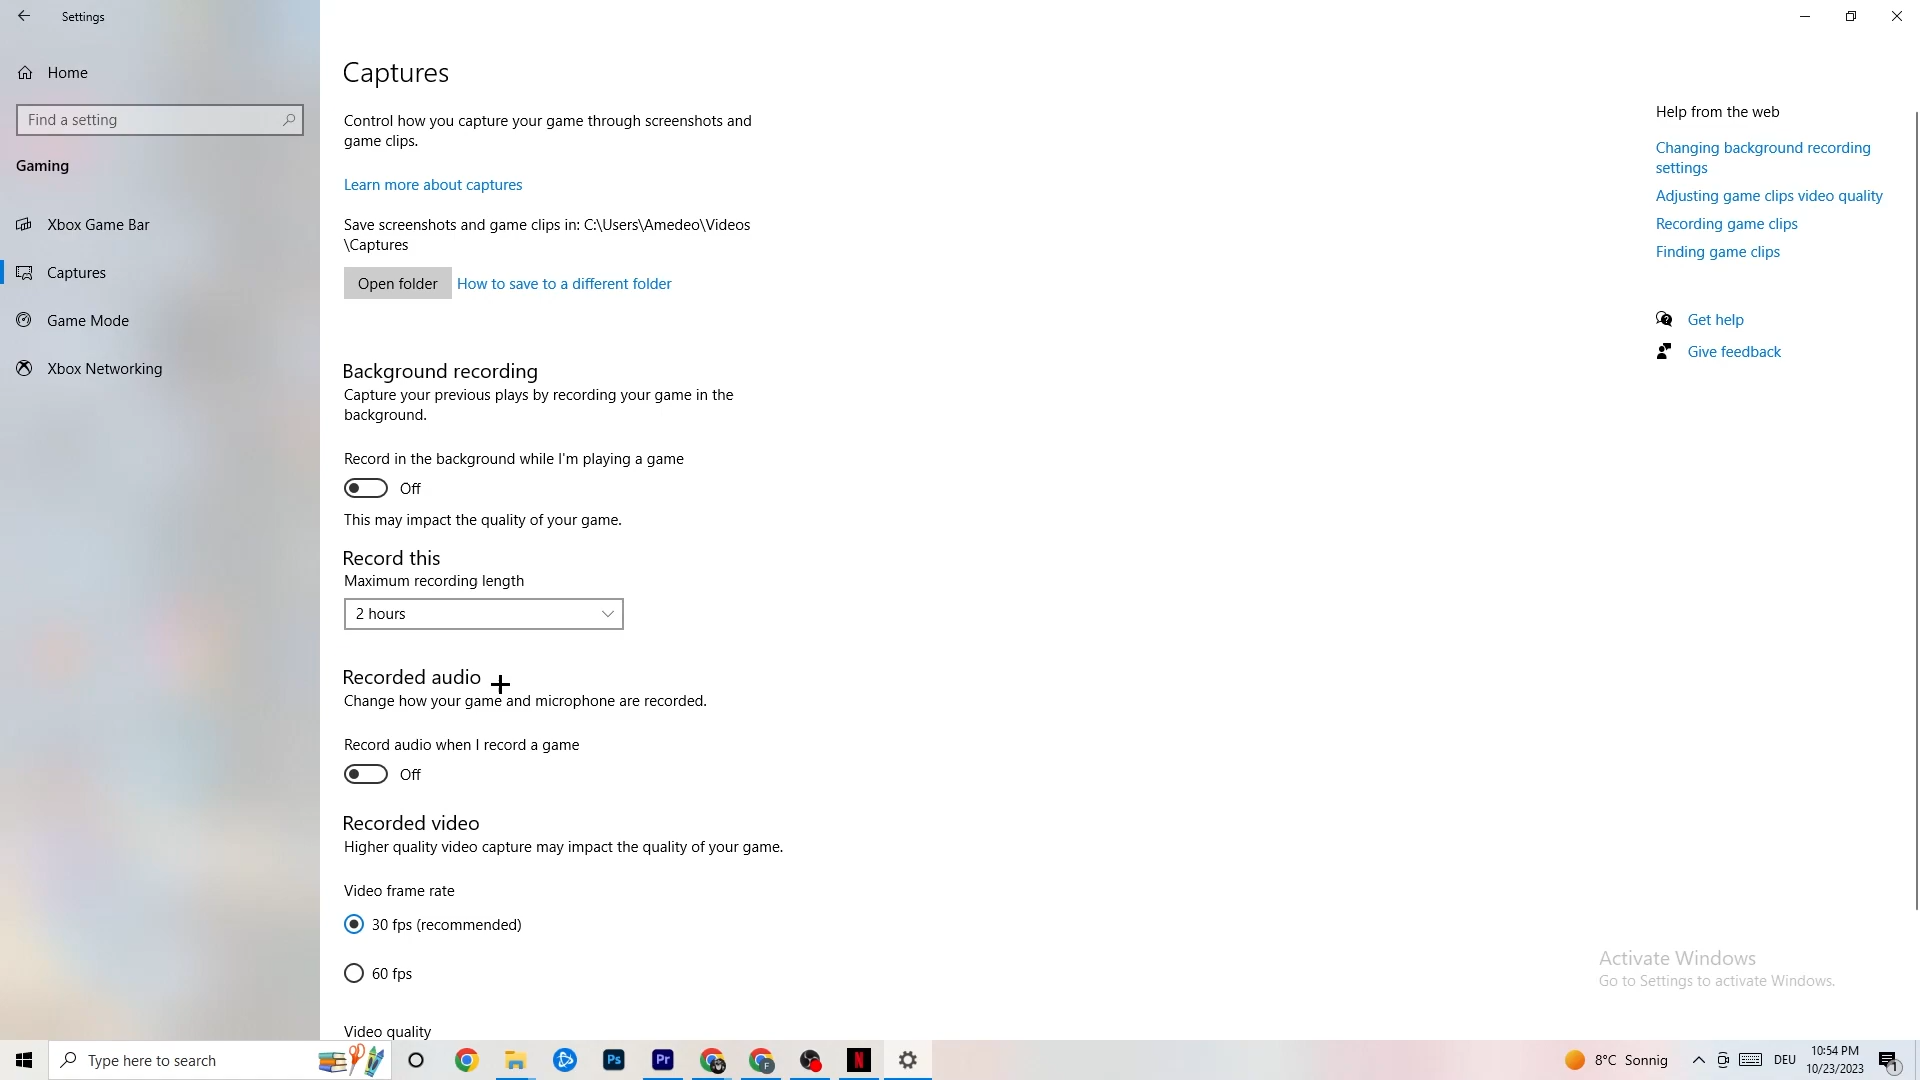 Settings
Home
Find a setting
Gaming
Xbox Game Bar
Captures
Game Mode
Xbox Networking
Captures
Control how you capture your game through screenshots and
game clips.
Learn more about captures
Save screenshots and game clips in: C:\Users\Amedeo\Videos
\Captures
Open folder
How to save to a different folder
Background recording
Capture your previous plays by recording your game in the
background.
Record in the background while I'm playing a game
Off
This may impact the quality of your game.
Record this
Maximum recording length
2 hours
Recorded audio
Change how your game and microphone are recorded.
Record audio when I record a game
Off
Recorded video
Higher quality video capture may impact the quality of your game.
Video frame rate
30 fps (recommended)
60 fps
Video quality
Help from the web
Changing background recording
settings
Adjusting game clips video quality
Recording game clips
Finding game clips
Get help
Give feedback
Activate Windows
Go to Settings to activate Windows.
Type here to search
Ps
Pr
F
N
8°C Sonnig
DEU
10:54 PM
10/23/2023
1